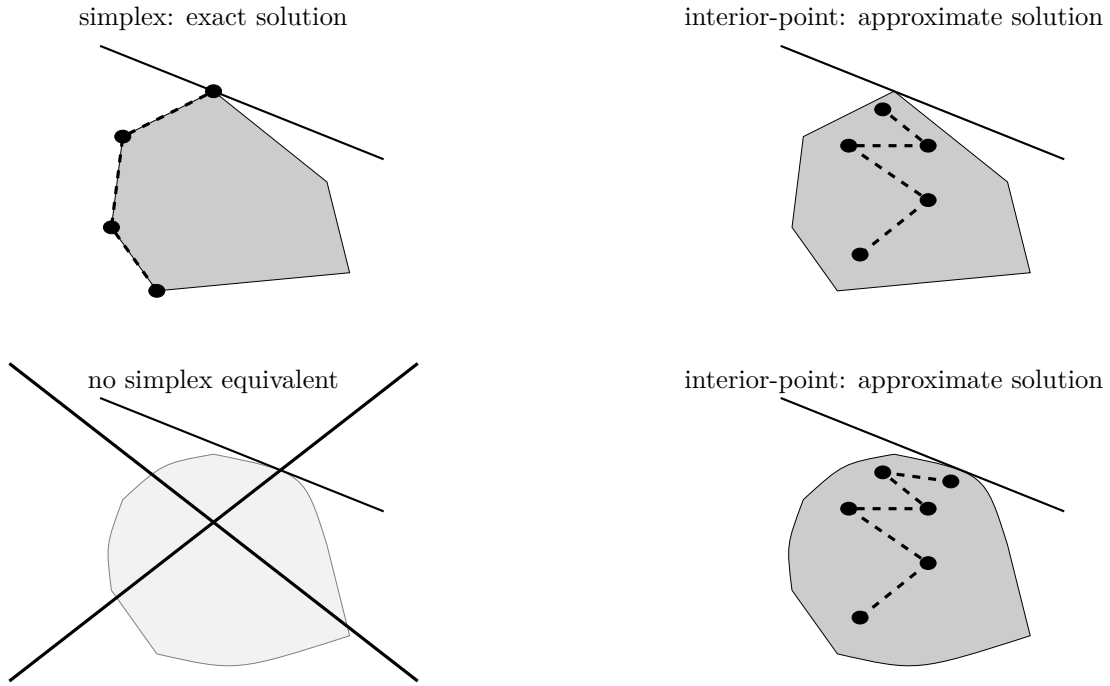 simplex: exact solution
interior-point: approximate solution
no simplex equivalent
interior-point: approximate solution